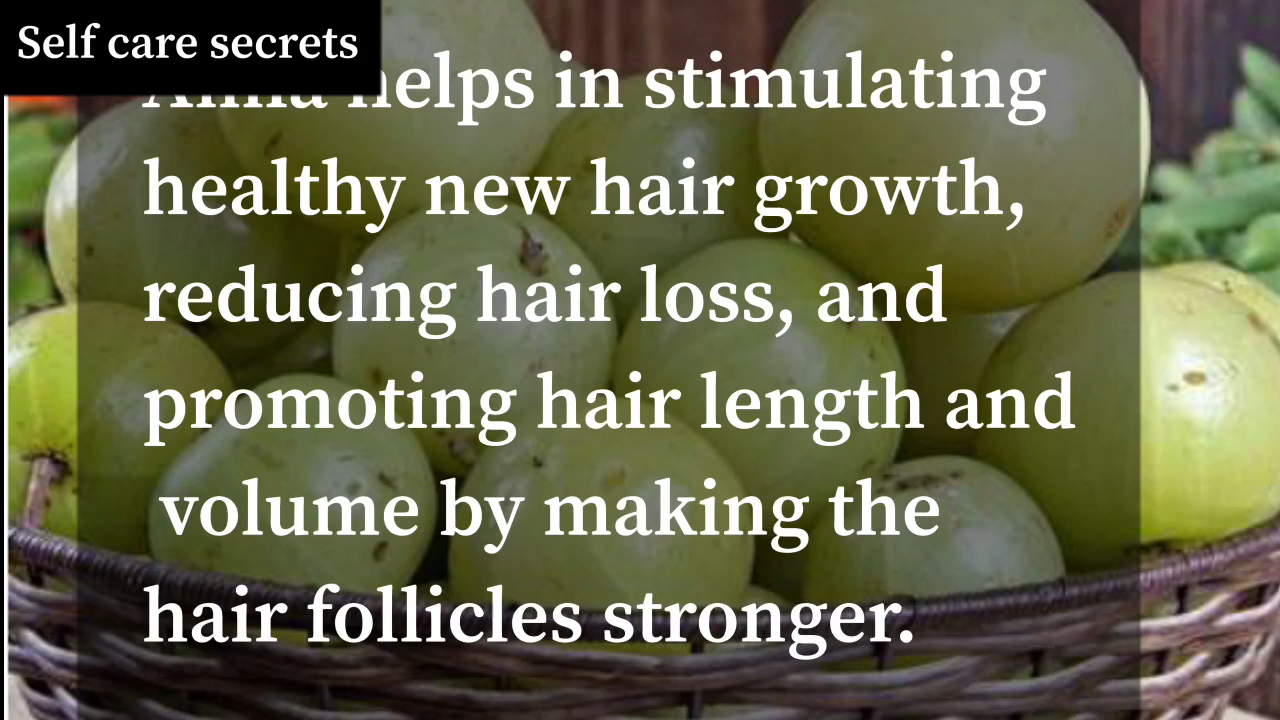 Self care secrets
helps in stimulating
healthy new hair growth,
reducing hair loss, and
promoting hair length and
volume by making the
hair follicles stronger.